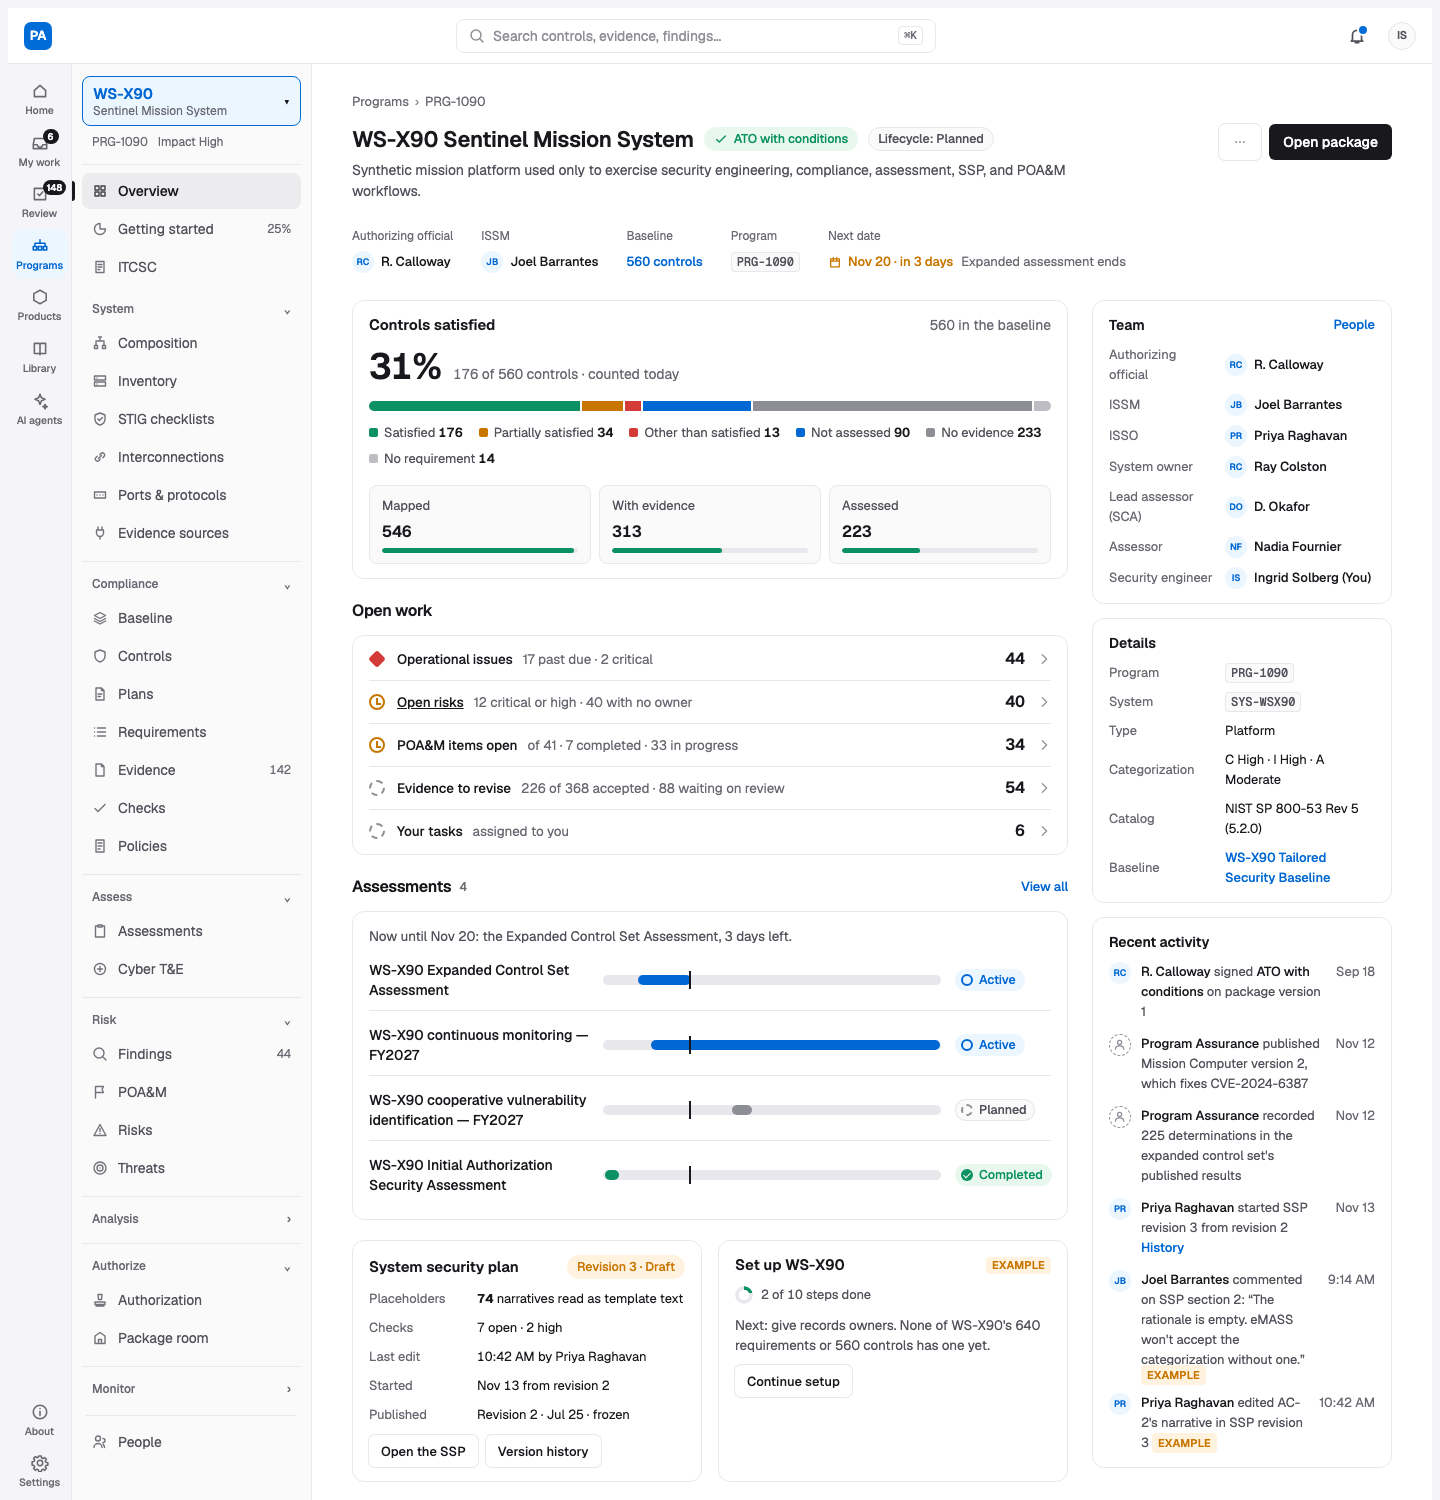 PA
Search controls, evidence, findings...
⌘K
IS
Home
6
My work
148
Review
Programs
Products
Library
AI agents
About
Settings
WS-X90
Sentinel Mission System
PRG-1090 Impact High
Overview
Getting started 25%
ITCSC
System
Composition
Inventory
STIG checklists
Interconnections
Ports & protocols
Evidence sources
Compliance
Baseline
Controls
Plans
Requirements
Evidence 142
Checks
Policies
Assess
Assessments
Cyber T&E
Risk
Findings 44
POA&M
Risks
Threats
Analysis
Authorize
Authorization
Package room
Monitor
People
Programs › PRG-1090
WS-X90 Sentinel Mission System ATO with conditions Lifecycle: Planned
... Open package
Synthetic mission platform used only to exercise security engineering, compliance, assessment, SSP, and POA&M
workflows.
Authorizing official ISSM Baseline Program Next date
RC R. Calloway JB Joel Barrantes 560 controls PRG-1090 Nov 20 · in 3 days Expanded assessment ends
Controls satisfied 560 in the baseline
31% 176 of 560 controls · counted today
Satisfied 176 Partially satisfied 34 Other than satisfied 13 Not assessed 90 No evidence 233
No requirement 14
Mapped With evidence Assessed
546 313 223
Open work
Operational issues 17 past due · 2 critical 44
Open risks 12 critical or high · 40 with no owner 40
POA&M items open of 41 · 7 completed · 33 in progress 34
Evidence to revise 226 of 368 accepted · 88 waiting on review 54
Your tasks assigned to you 6
Assessments 4 View all
Now until Nov 20: the Expanded Control Set Assessment, 3 days left.
WS-X90 Expanded Control Set
Assessment
Active
WS-X90 continuous monitoring —
FY2027
Active
WS-X90 cooperative vulnerability
identification — FY2027
Planned
WS-X90 Initial Authorization
Security Assessment
Completed
System security plan Revision 3 · Draft
Placeholders 74 narratives read as template text
Checks 7 open · 2 high
Last edit 10:42 AM by Priya Raghavan
Started Nov 13 from revision 2
Published Revision 2 · Jul 25 · frozen
Open the SSP Version history
Set up WS-X90 EXAMPLE
2 of 10 steps done
Next: give records owners. None of WS-X90's 640
requirements or 560 controls has one yet.
Continue setup
Team People
Authorizing
official
RC R. Calloway
ISSM JB Joel Barrantes
ISSO PR Priya Raghavan
System owner RC Ray Colston
Lead assessor
(SCA)
DO D. Okafor
Assessor NF Nadia Fournier
Security engineer IS Ingrid Solberg (You)
Details
Program PRG-1090
System SYS-WSX90
Type Platform
Categorization C High · I High · A
Moderate
Catalog NIST SP 800-53 Rev 5
(5.2.0)
Baseline WS-X90 Tailored
Security Baseline
Recent activity
RC R. Calloway signed ATO with Sep 18
conditions on package version
1
Program Assurance published Nov 12
Mission Computer version 2,
which fixes CVE-2024-6387
Program Assurance recorded Nov 12
225 determinations in the
expanded control set's
published results
PR Priya Raghavan started SSP Nov 13
revision 3 from revision 2
History
JB Joel Barrantes commented 9:14 AM
on SSP section 2: “The
rationale is empty. eMASS
won't accept the
categorization without one.”
EXAMPLE
PR Priya Raghavan edited AC- 10:42 AM
2's narrative in SSP revision
3 EXAMPLE